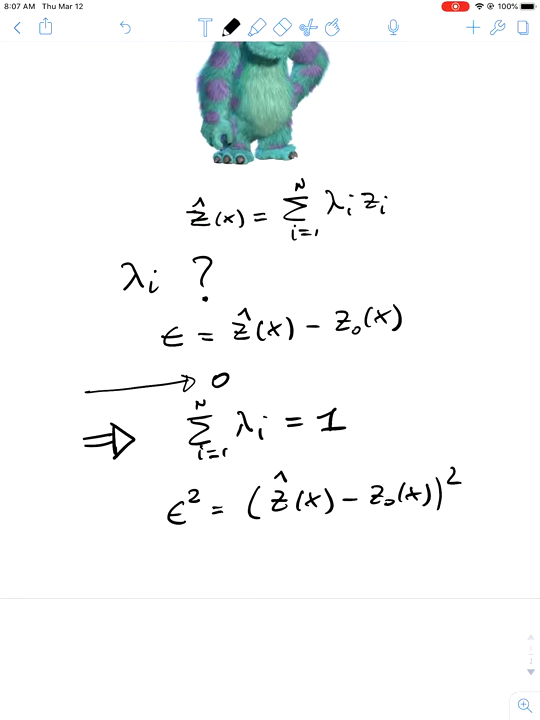 8:07 AM Thu Mar 12 100%
T
ẑ(x) = Σ_{i=1}^{N} λ_i z_i
λ_i ?
ϵ = ẑ(x) - z_0(x)
→ 0
⇒ Σ_{i=1}^{N} λ_i = 1
ϵ² = (ẑ(x) - z_0(x))²